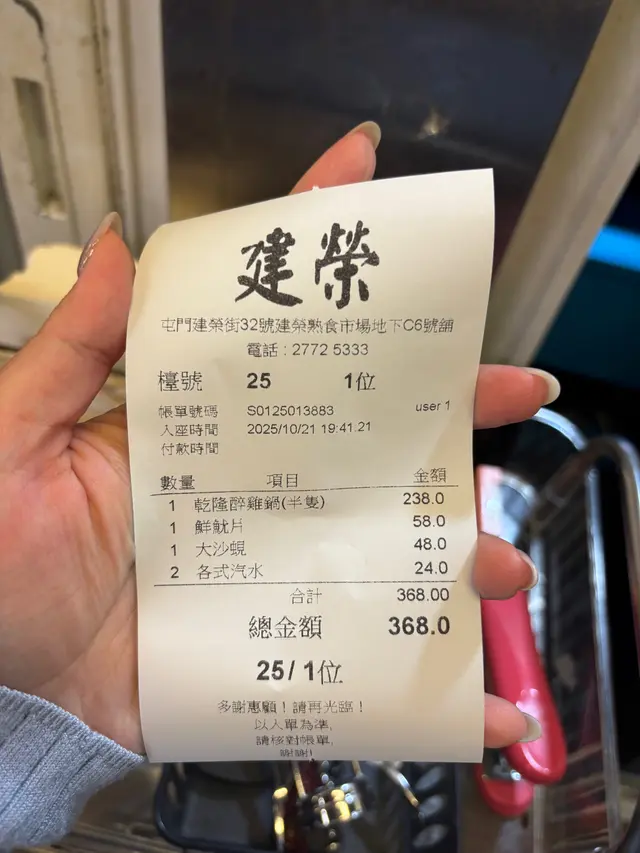 建榮
屯門建榮街32號建榮熟食市場地下C6號舖
電話：2772 5333
檯號 25 1位
帳單號碼 S0125013883 user 1
入座時間 2025/10/21 19:41:21
付款時間
數量 項目 金額
1 乾隆醉雞鍋(半隻) 238.0
1 鮮魷片 58.0
1 大沙蜆 48.0
2 各式汽水 24.0
合計 368.00
總金額 368.0
25/ 1位
多謝惠顧！請再光臨！
以入單為準,
請核對帳單,
謝謝!